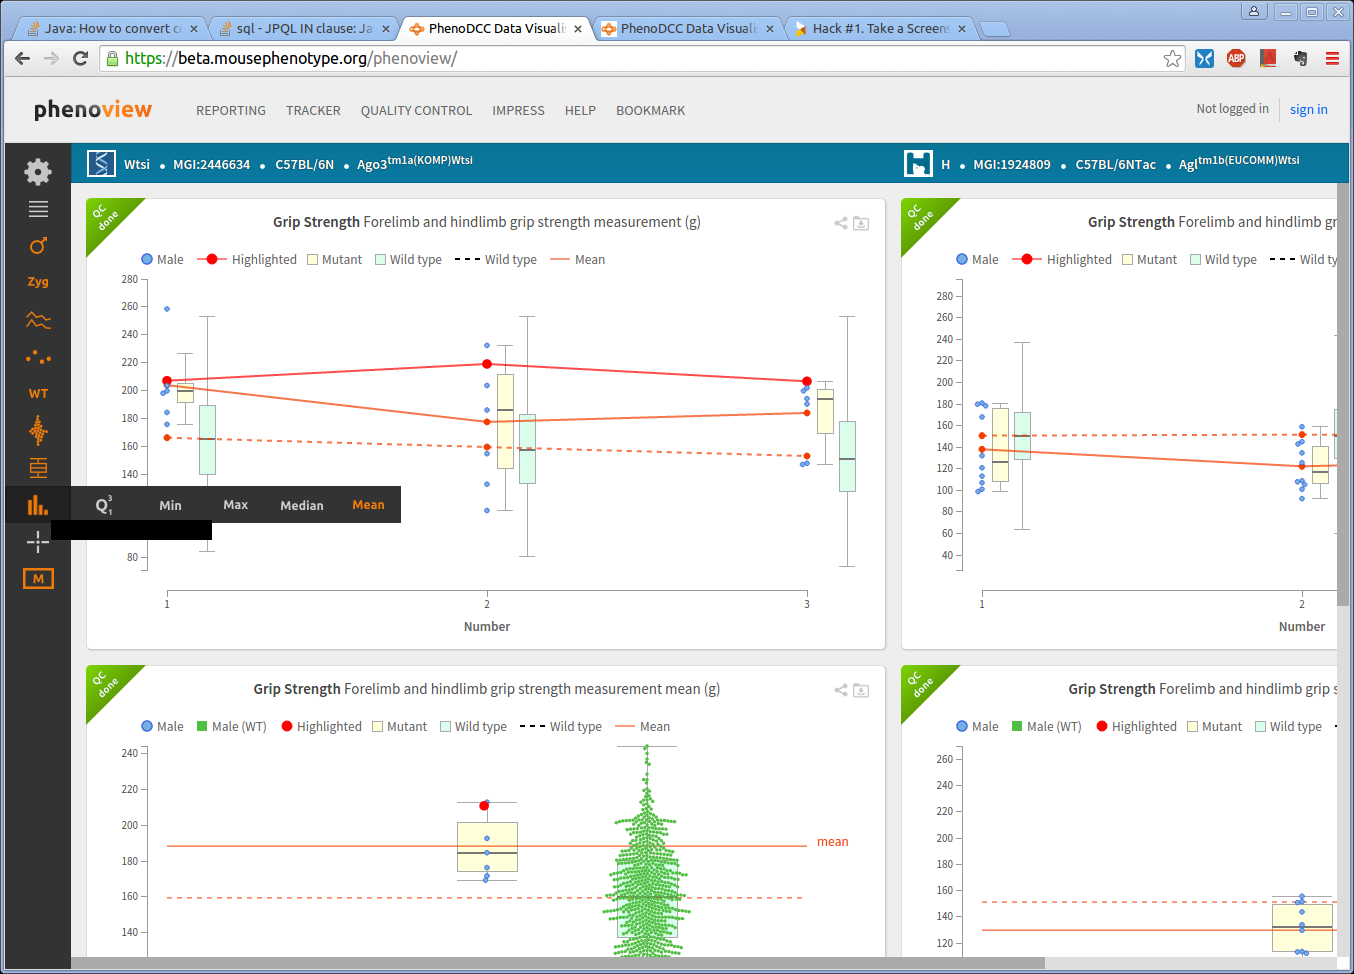 Java: How to convert co
sql - JPQL IN clause: Ja
PhenoDCC Data Visualis
PhenoDCC Data Visualis
Hack #1. Take a Screens
https://beta.mousephenotype.org/phenoview/
ABP
phenoview
REPORTING
TRACKER
QUALITY CONTROL
IMPRESS
HELP
BOOKMARK
Not logged in
sign in
Wtsi • MGI:2446634 • C57BL/6N • Ago3tm1a(KOMP)Wtsi
H • MGI:1924809 • C57BL/6NTac • Agltm1b(EUCOMM)Wtsi
Zyg
WT
Q31 Min Max Median Mean
M
QC done
Grip Strength Forelimb and hindlimb grip strength measurement (g)
Male Highlighted Mutant Wild type Wild type Mean
280
260
240
220
200
180
160
140
80
1 2 3
Number
QC done
Grip Strength Forelimb and hindlimb gr
Male Highlighted Mutant Wild type Wild ty
280
260
240
220
200
180
160
140
120
100
80
60
40
1 2
Number
QC done
Grip Strength Forelimb and hindlimb grip strength measurement mean (g)
Male Male (WT) Highlighted Mutant Wild type Wild type Mean
240
220
200
180
160
140
mean
QC done
Grip Strength Forelimb and hindlimb grip s
Male Male (WT) Highlighted Mutant Wild type
260
240
220
200
180
160
140
120